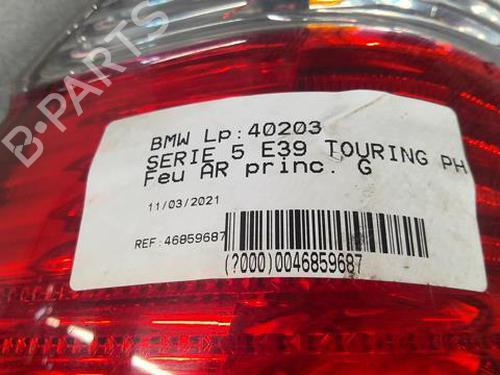 B-PARTS
BMW Lp:40203
SERIE 5 E39 TOURING PH
Feu AR princ. G
11/03/2021
REF:46859687
(?000)0046859687